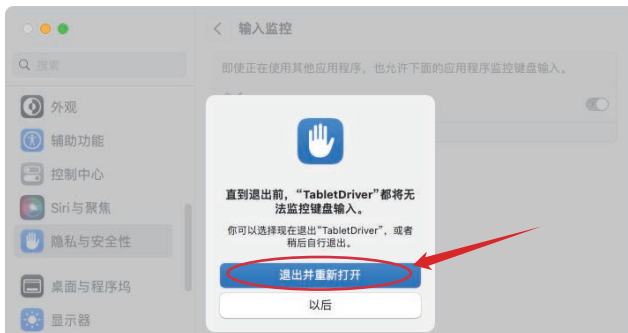 输入监控
搜索
即使正在使用其他应用程序，也允许下面的应用程序监控键盘输入。
外观
辅助功能
控制中心
Siri与聚焦
隐私与安全性
桌面与程序坞
显示器
直到退出前，“TabletDriver”都将无
法监控键盘输入。
你可以选择现在退出“TabletDriver”，或者
稍后自行退出。
退出并重新打开
以后